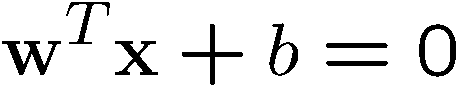 w^T x + b = 0